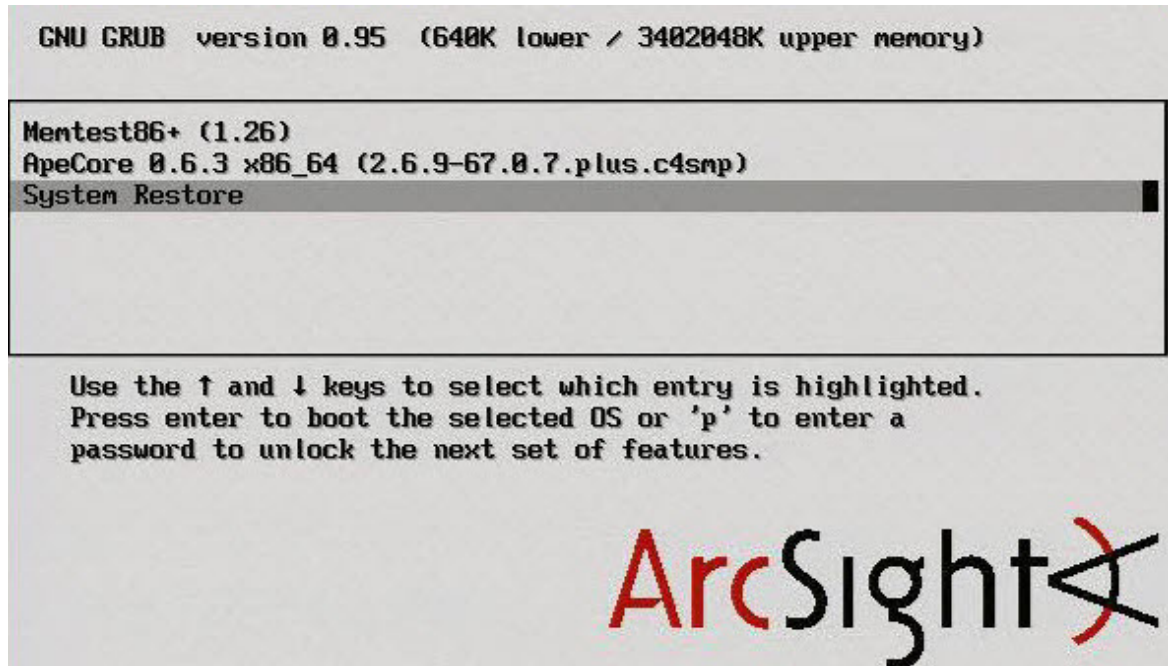 GNU GRUB version 0.95 (640K lower / 3402048K upper memory)
Memtest86+ (1.26)
ApeCore 0.6.3 x86_64 (2.6.9-67.0.7.plus.c4smp)
System Restore
Use the ↑ and ↓ keys to select which entry is highlighted.
Press enter to boot the selected OS or 'p' to enter a
password to unlock the next set of features.
ArcSight